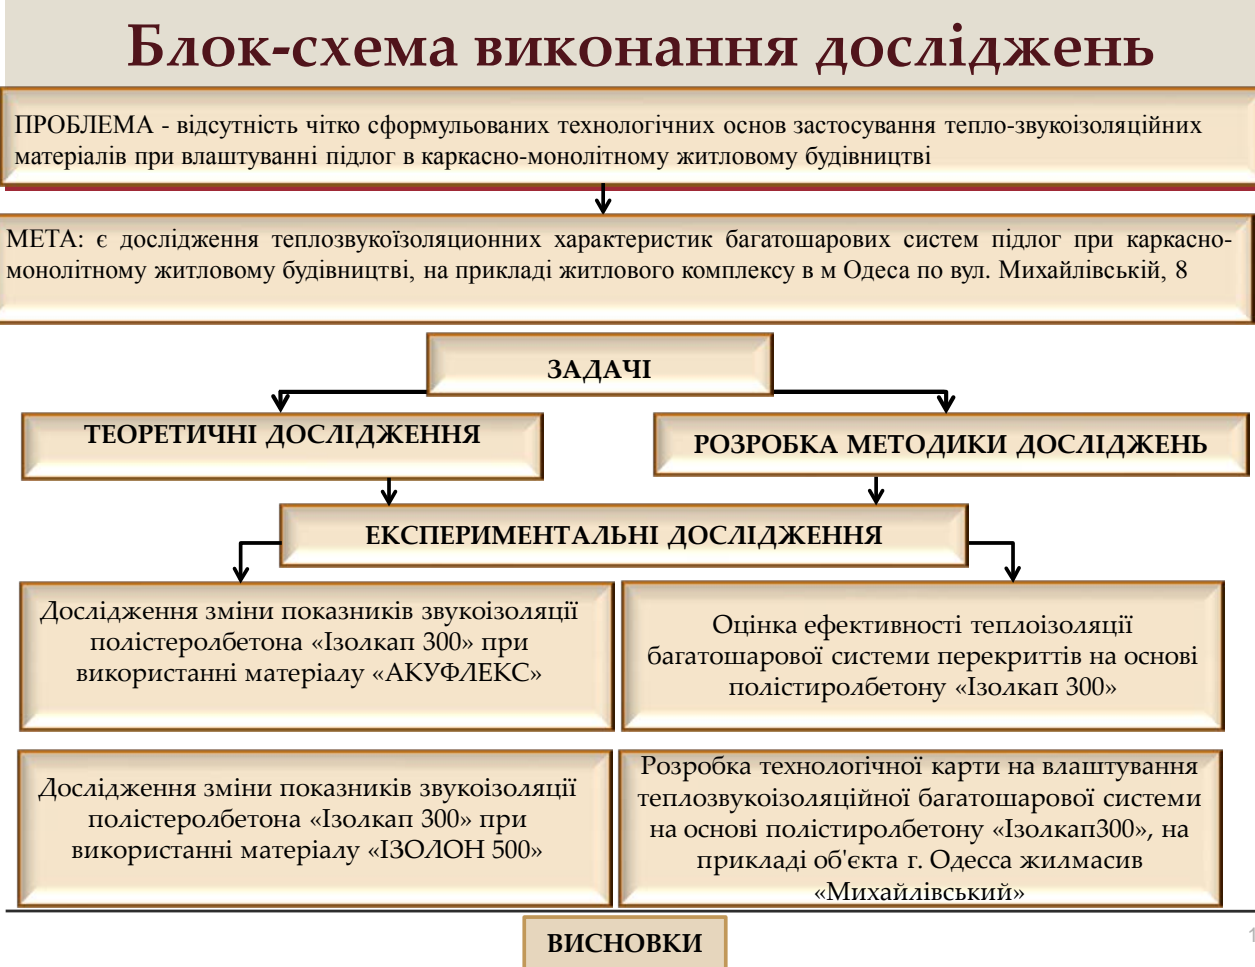 Блок-схема виконання досліджень
ПРОБЛЕМА - відсутність чітко сформульованих технологічних основ застосування тепло-звукоізоляційних
матеріалів при влаштуванні підлог в каркасно-монолітному житловому будівництві
МЕТА: є дослідження теплозвукоїзоляционних характеристик багатошарових систем підлог при каркасно-
монолітному житловому будівництві, на прикладі житлового комплексу в м Одеса по вул. Михайлівській, 8
ЗАДАЧІ
ТЕОРЕТИЧНІ ДОСЛІДЖЕННЯ
РОЗРОБКА МЕТОДИКИ ДОСЛІДЖЕНЬ
ЕКСПЕРИМЕНТАЛЬНІ ДОСЛІДЖЕННЯ
Дослідження зміни показників звукоізоляції
полістеролбетона «Ізолкап 300» при
використанні матеріалу «АКУФЛЕКС»
Оцінка ефективності теплоізоляції
багатошарової системи перекриттів на основі
полістиролбетону «Ізолкап 300»
Дослідження зміни показників звукоізоляції
полістеролбетона «Ізолкап 300» при
використанні матеріалу «ІЗОЛОН 500»
Розробка технологічної карти на влаштування
теплозвукоізоляційної багатошарової системи
на основі полістиролбетону «Ізолкап300», на
прикладі об'єкта г. Одесса жилмасив
«Михайлівський»
ВИСНОВКИ
1